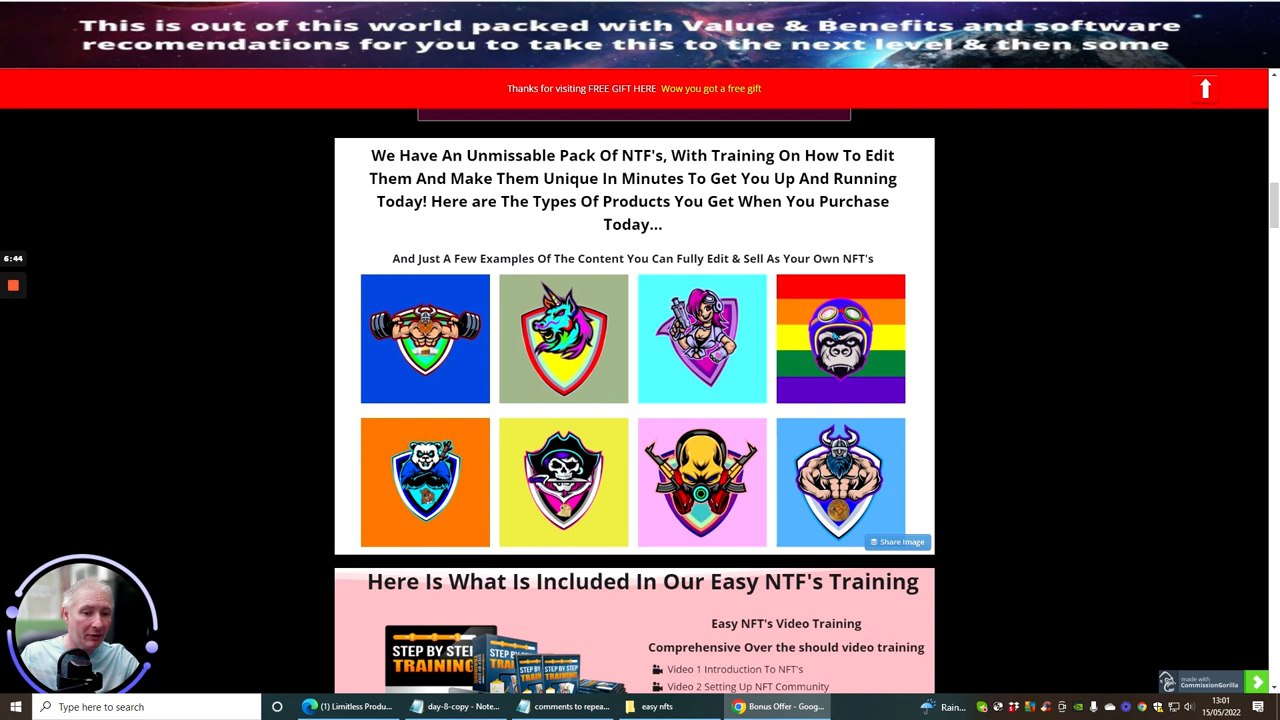 This is out of this world packed with Value & Benefits and software
recomendations for you to take this to the next level & then some
Thanks for visiting FREE GIFT HERE Wow you got a free gift
We Have An Unmissable Pack Of NTF's, With Training On How To Edit
Them And Make Them Unique In Minutes To Get You Up And Running
Today! Here are The Types Of Products You Get When You Purchase
Today...
6:44
And Just A Few Examples Of The Content You Can Fully Edit & Sell As Your Own NFT's
Share Image
Here Is What Is Included In Our Easy NTF's Training
Easy NFT's Video Training
Comprehensive Over the should video training
STEP BY STEP
TRAINING
Video 1 Introduction To NFT's
Video 2 Setting Up NFT Community
made with
COMMISSIONGORILLA
Type here to search
(1) Limitless Produ...
day-8-copy - Note...
comments to repea...
easy nfts
Bonus Offer - Goog...
Rain...
13:01
15/05/2022